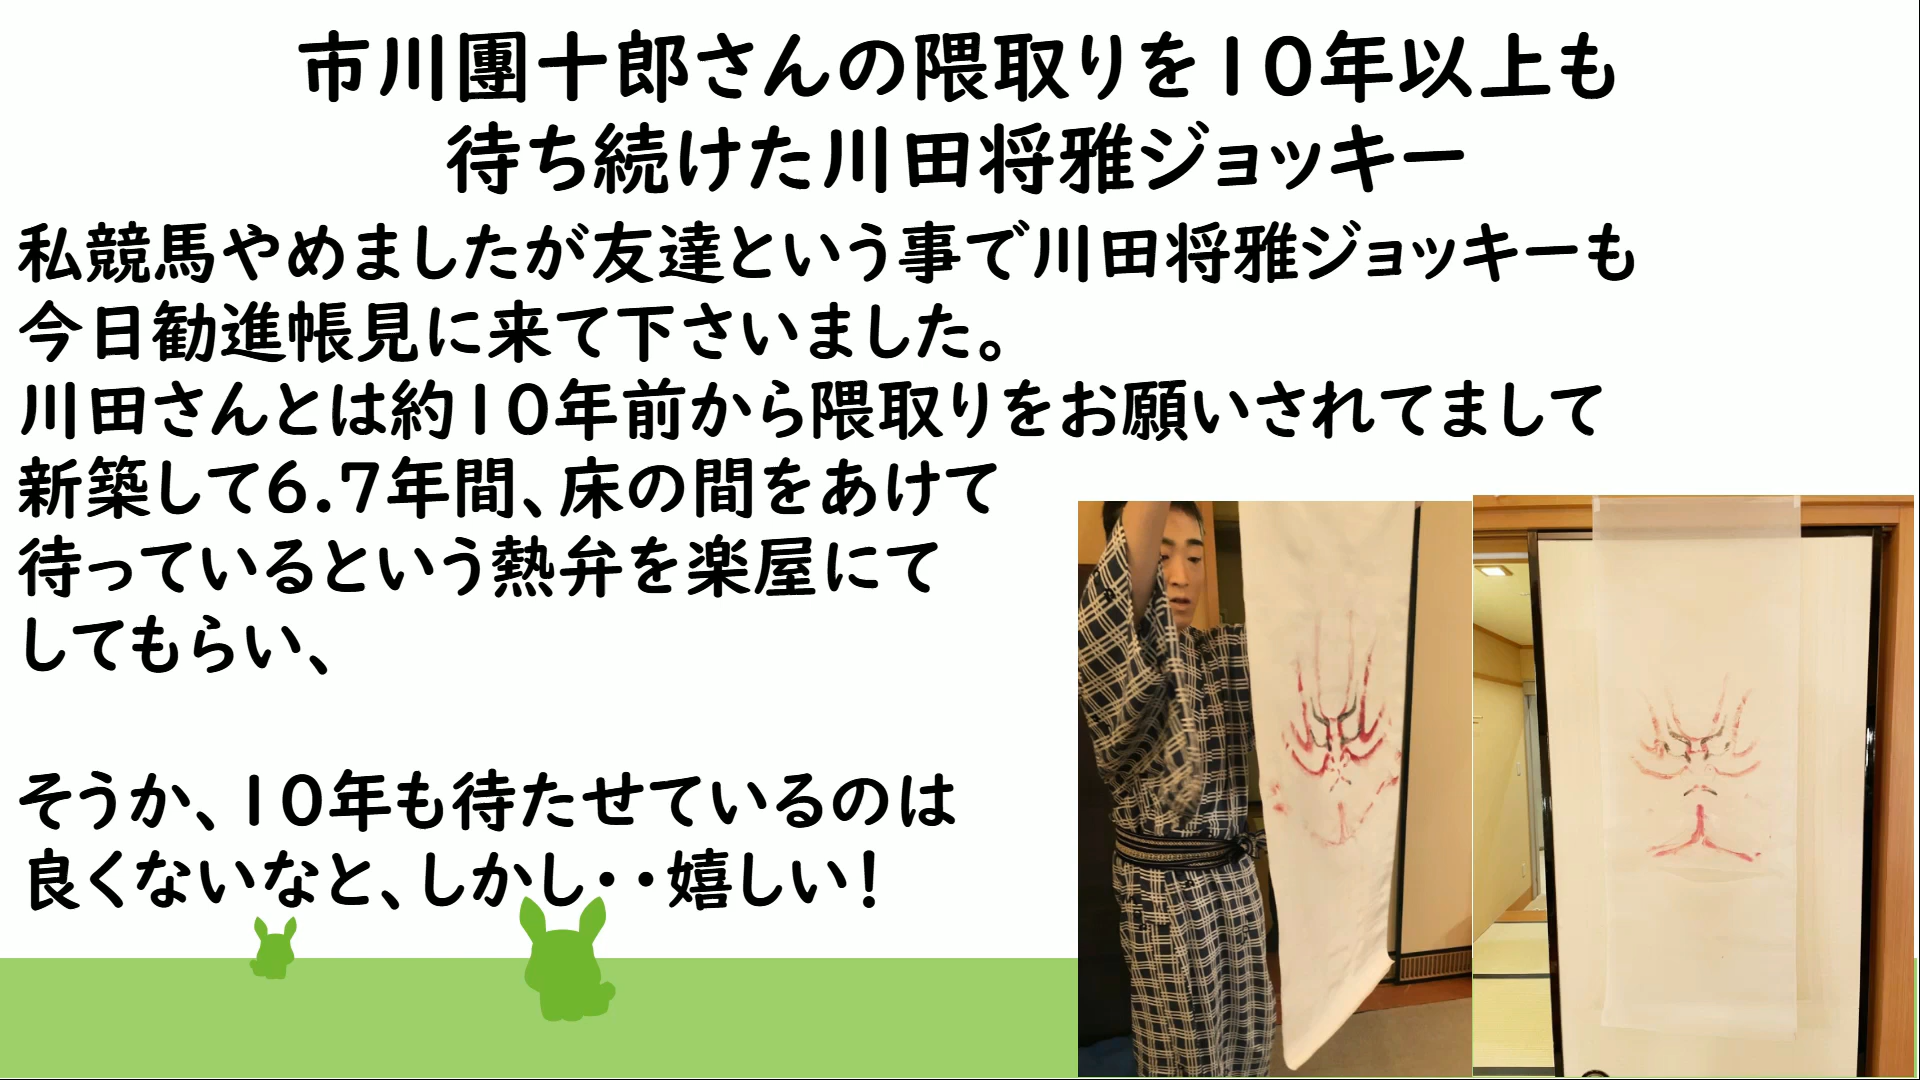 市川團十郎さんの隈取りを10年以上も
待ち続けた川田将雅ジョッキー
私競馬やめましたが友達という事で川田将雅ジョッキーも
今日勧進帳見に来て下さいました。
川田さんとは約10年前から隈取りをお願いされてまして
新築して6.7年間、床の間をあけて
待っているという熱弁を楽屋にて
してもらい、
そうか、10年も待たせているのは
良くないなと、しかし・・嬉しい！